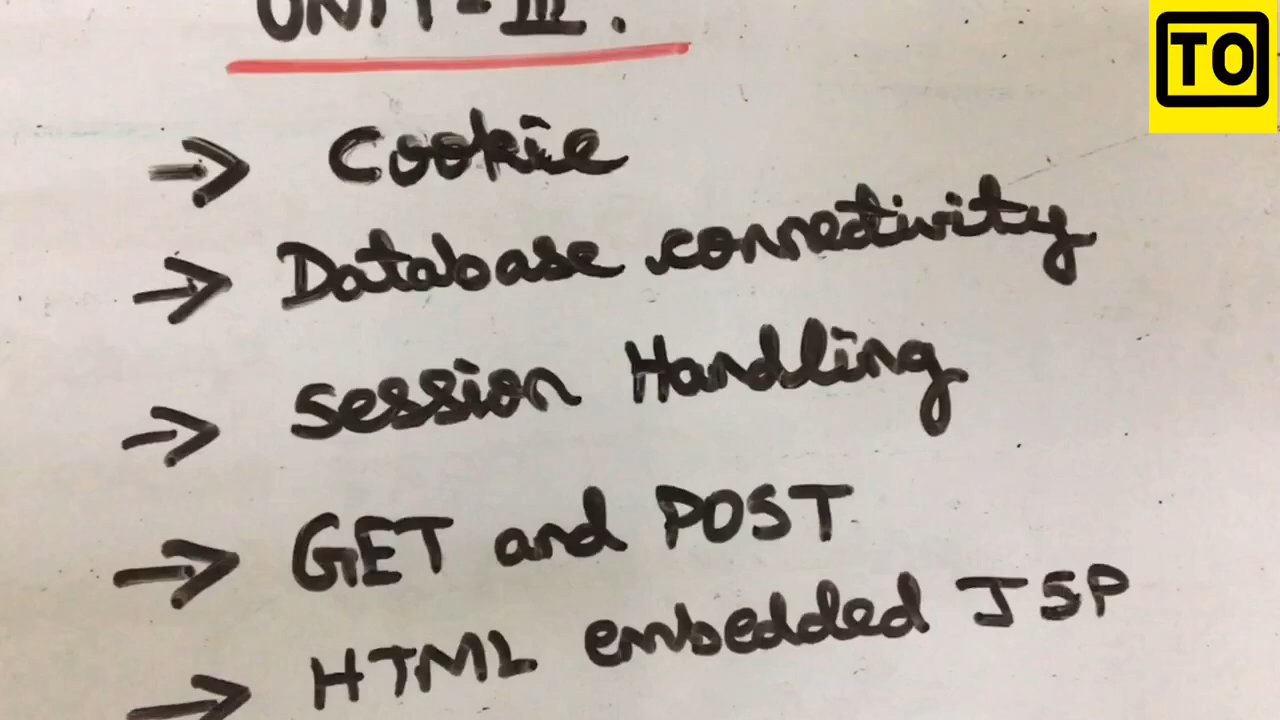 UNIT-III.
TO
→ Cookie
→ Database connectivity
→ Session Handling
→ GET and POST
→ HTML embedded JSP